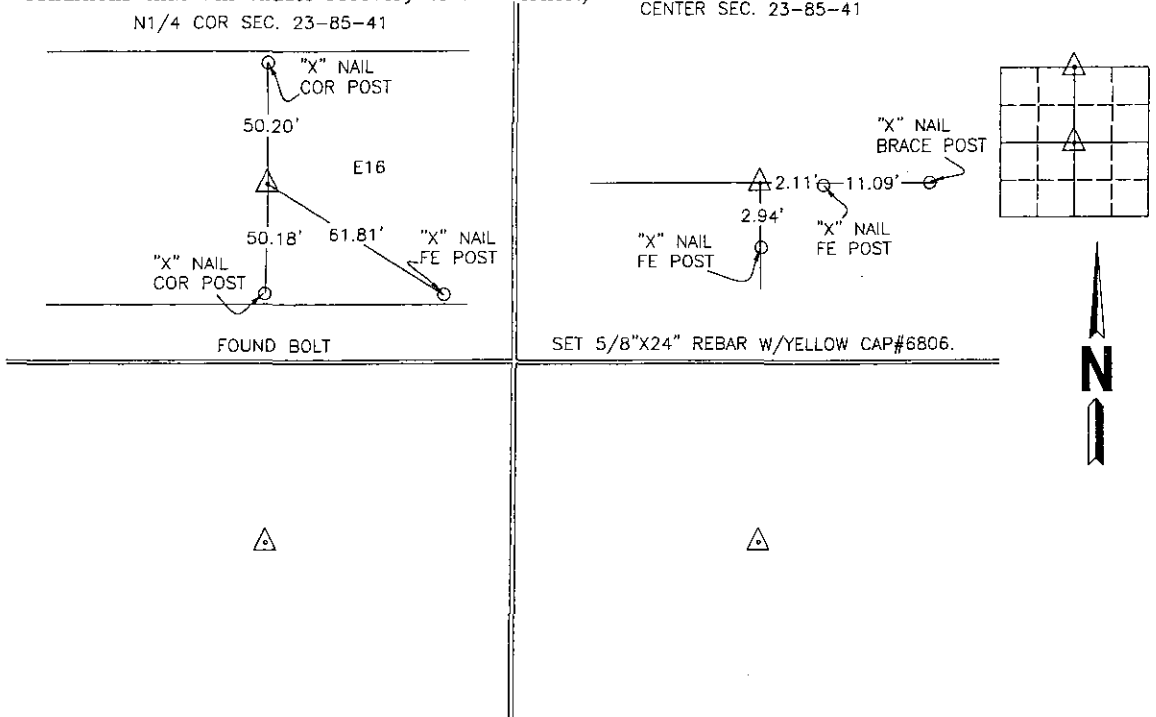 N1/4 COR SEC. 23-85-41
"X" NAIL
COR POST
50.20'
E16
50.18'
61.81'
"X" NAIL
FE POST
"X" NAIL
COR POST
FOUND BOLT
CENTER SEC. 23-85-41
"X" NAIL
BRACE POST
2.11'
11.09'
2.94'
"X" NAIL
FE POST
"X" NAIL
FE POST
SET 5/8"X24" REBAR W/YELLOW CAP#6806.
N